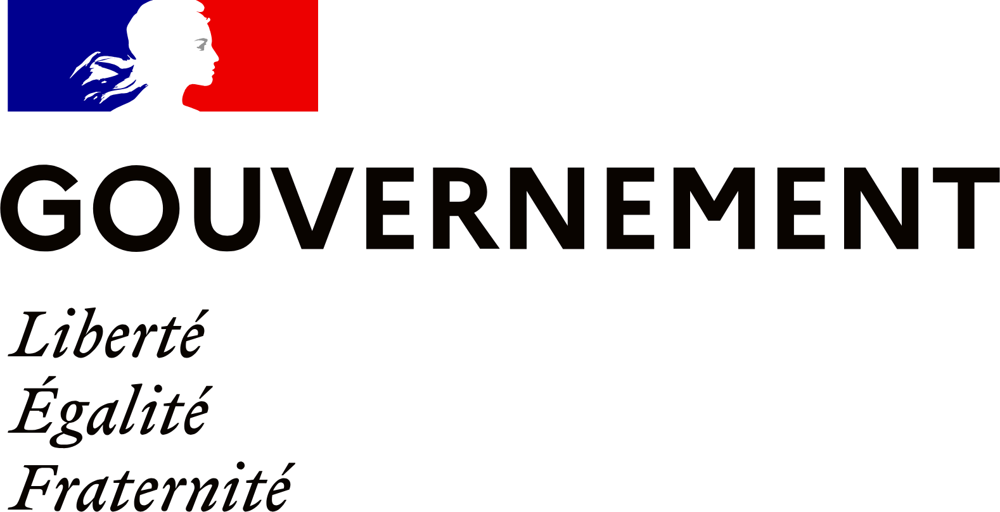 GOUVERNEMENT
Liberté
Égalité
Fraternité